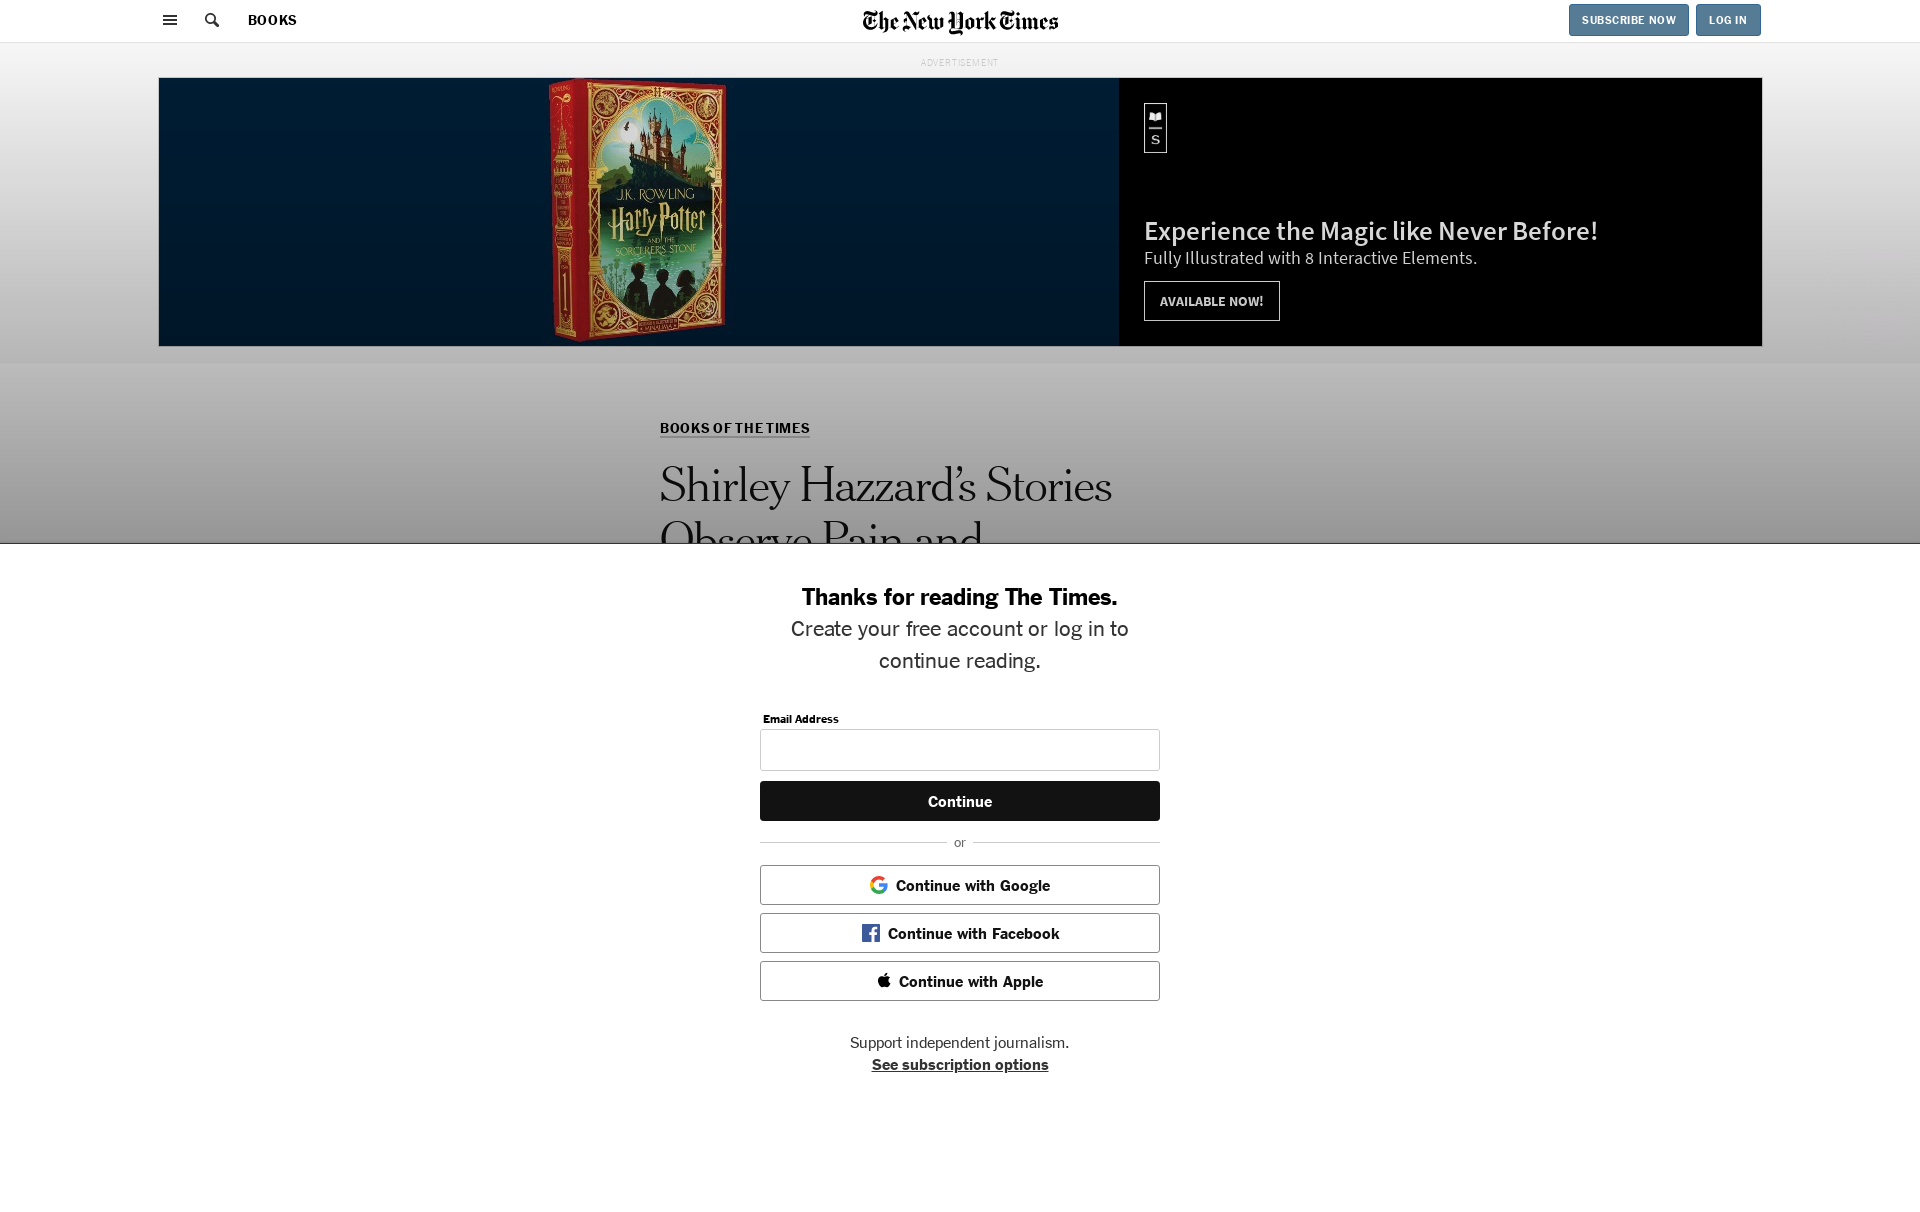 BOOKS
The New York Times
SUBSCRIBE NOW
LOG IN
ADVERTISEMENT
J.K. ROWLING
Harry Potter
AND THE
SORCERER'S STONE
S
Experience the Magic like Never Before!
Fully Illustrated with 8 Interactive Elements.
AVAILABLE NOW!
BOOKS OF THE TIMES
Shirley Hazzard’s Stories
Observe Pain and
Thanks for reading The Times.
Create your free account or log in to
continue reading.
Email Address
Continue
or
Continue with Google
Continue with Facebook
Continue with Apple
Support independent journalism.
See subscription options